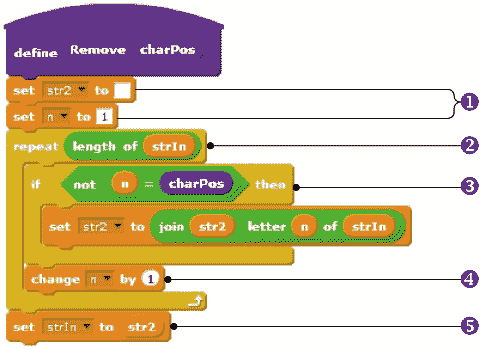 define Remove charPos
set str2 to
set n to 1
1
repeat length of strIn
2
if not n = charPos then
3
set str2 to join str2 letter n of strIn
change n by 1
4
set strIn to str2
5